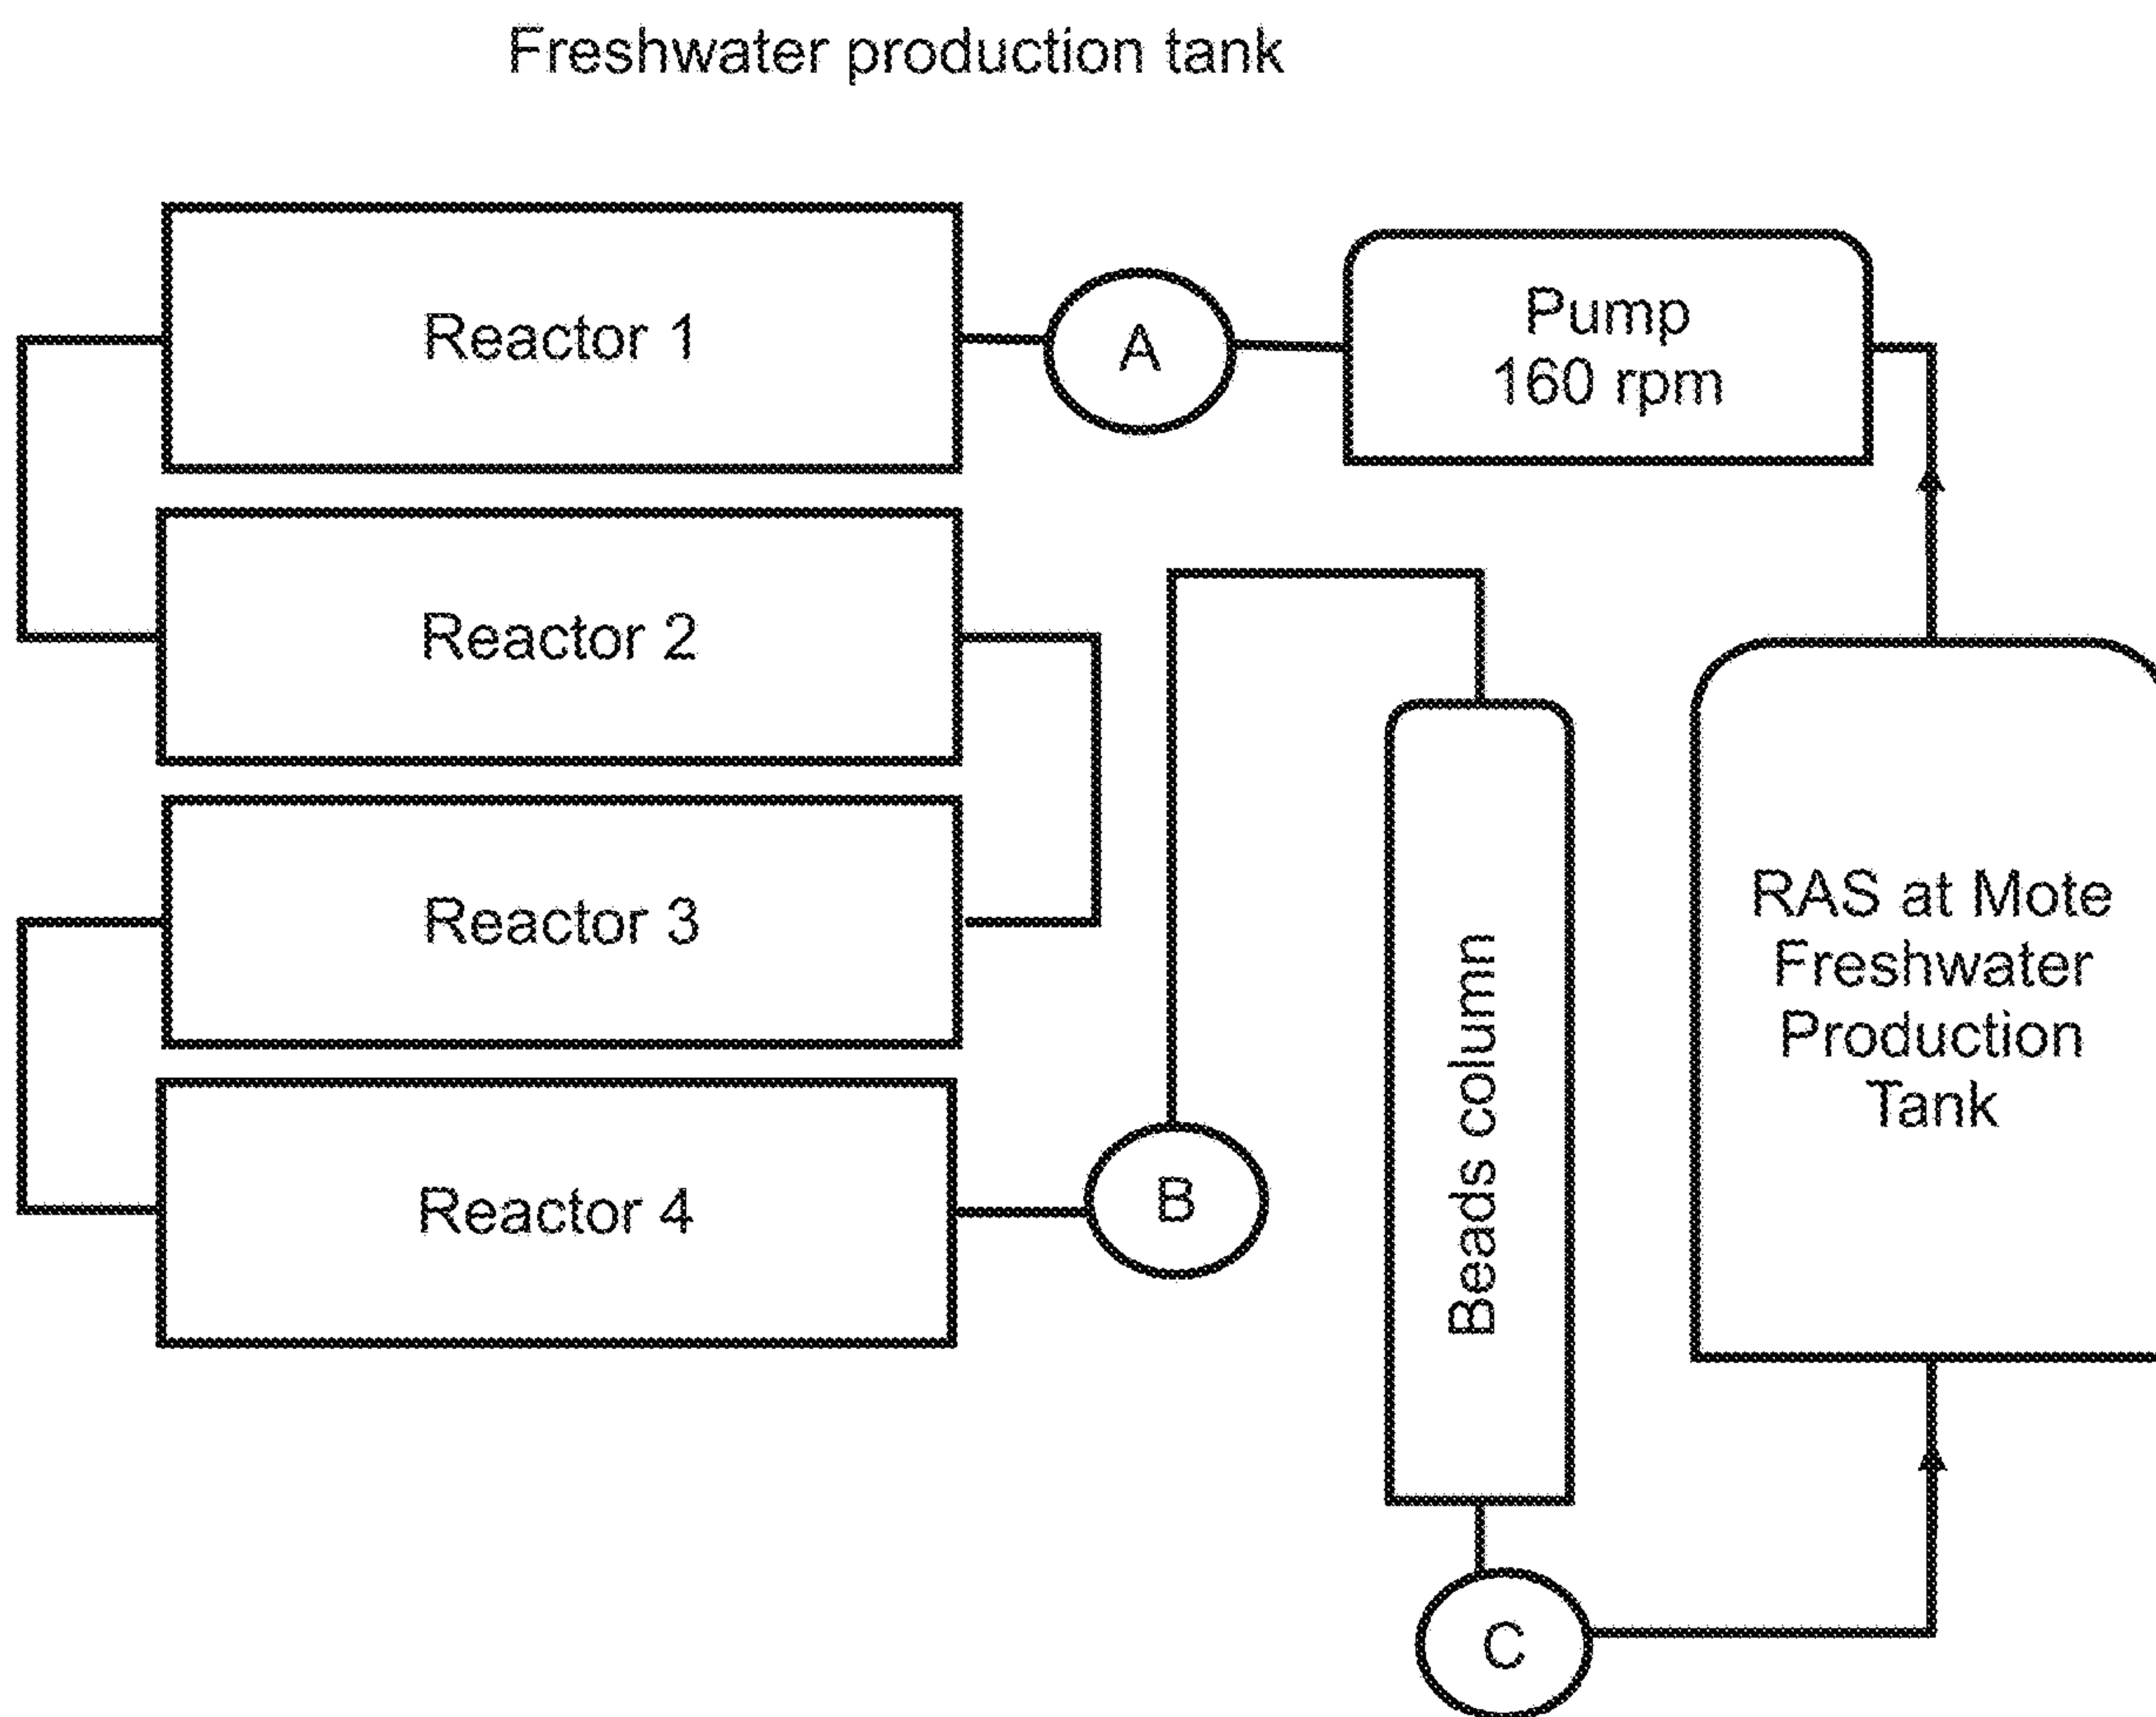 Freshwater production tank
Reactor 1
A
Pump
160 rpm
Reactor 2
Reactor 3
Reactor 4
B
Beads column
RAS at Mote
Freshwater
Production
Tank
C